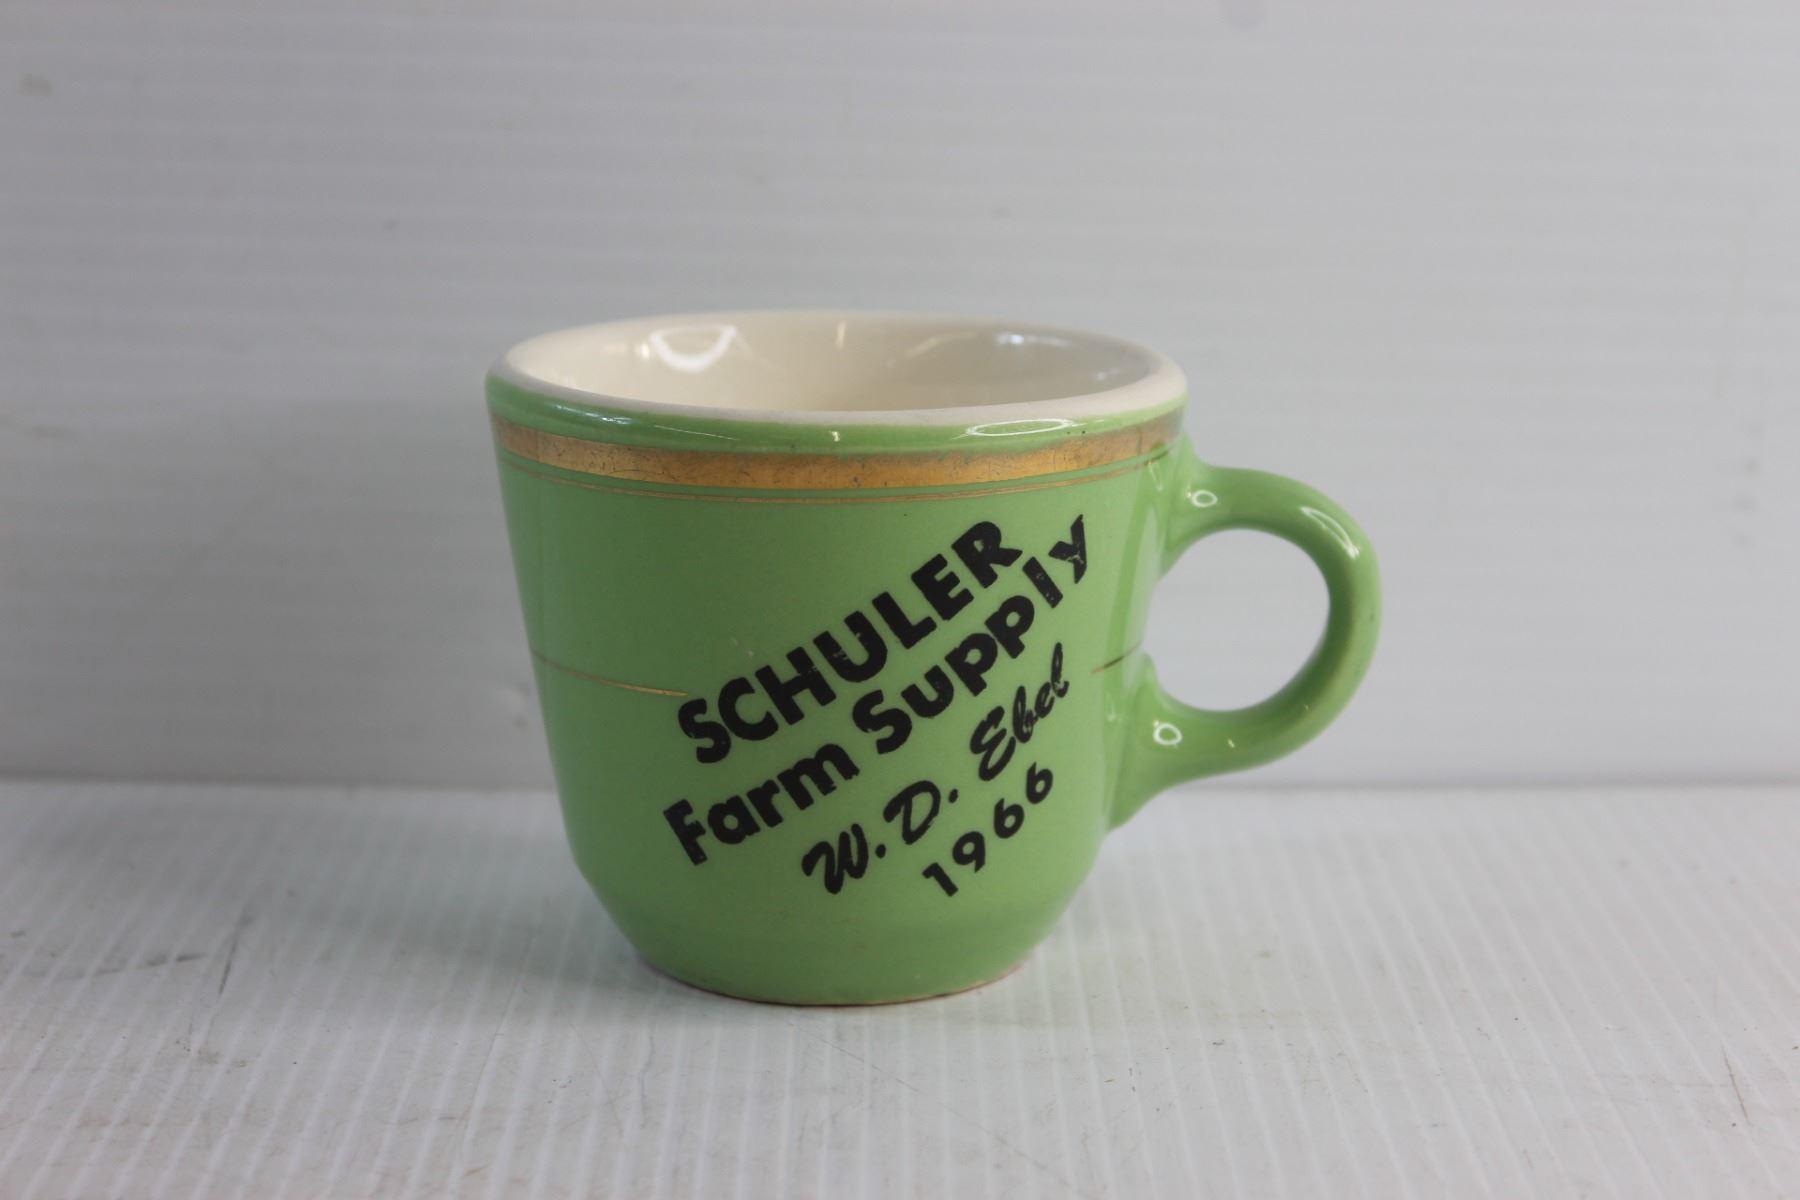 SCHULER
Farm Supply
W. D. Ebel
1966